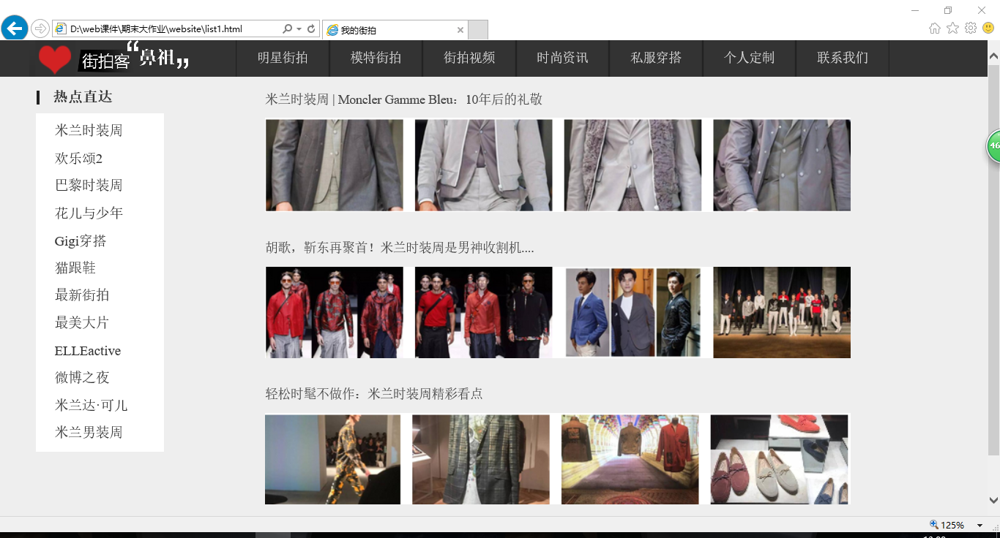 D:\web课件\期末大作业\website\list1.html
我的街拍
街拍客“鼻祖”
明星街拍 模特街拍 街拍视频 时尚资讯 私服穿搭 个人定制 联系我们
热点直达
米兰时装周
欢乐颂2
巴黎时装周
花儿与少年
Gigi穿搭
猫跟鞋
最新街拍
最美大片
ELLEactive
微博之夜
米兰达·可儿
米兰男装周
米兰时装周 | Moncler Gamme Bleu：10年后的礼敬
胡歌，靳东再聚首！米兰时装周是男神收割机....
轻松时髦不做作：米兰时装周精彩看点
46
125%